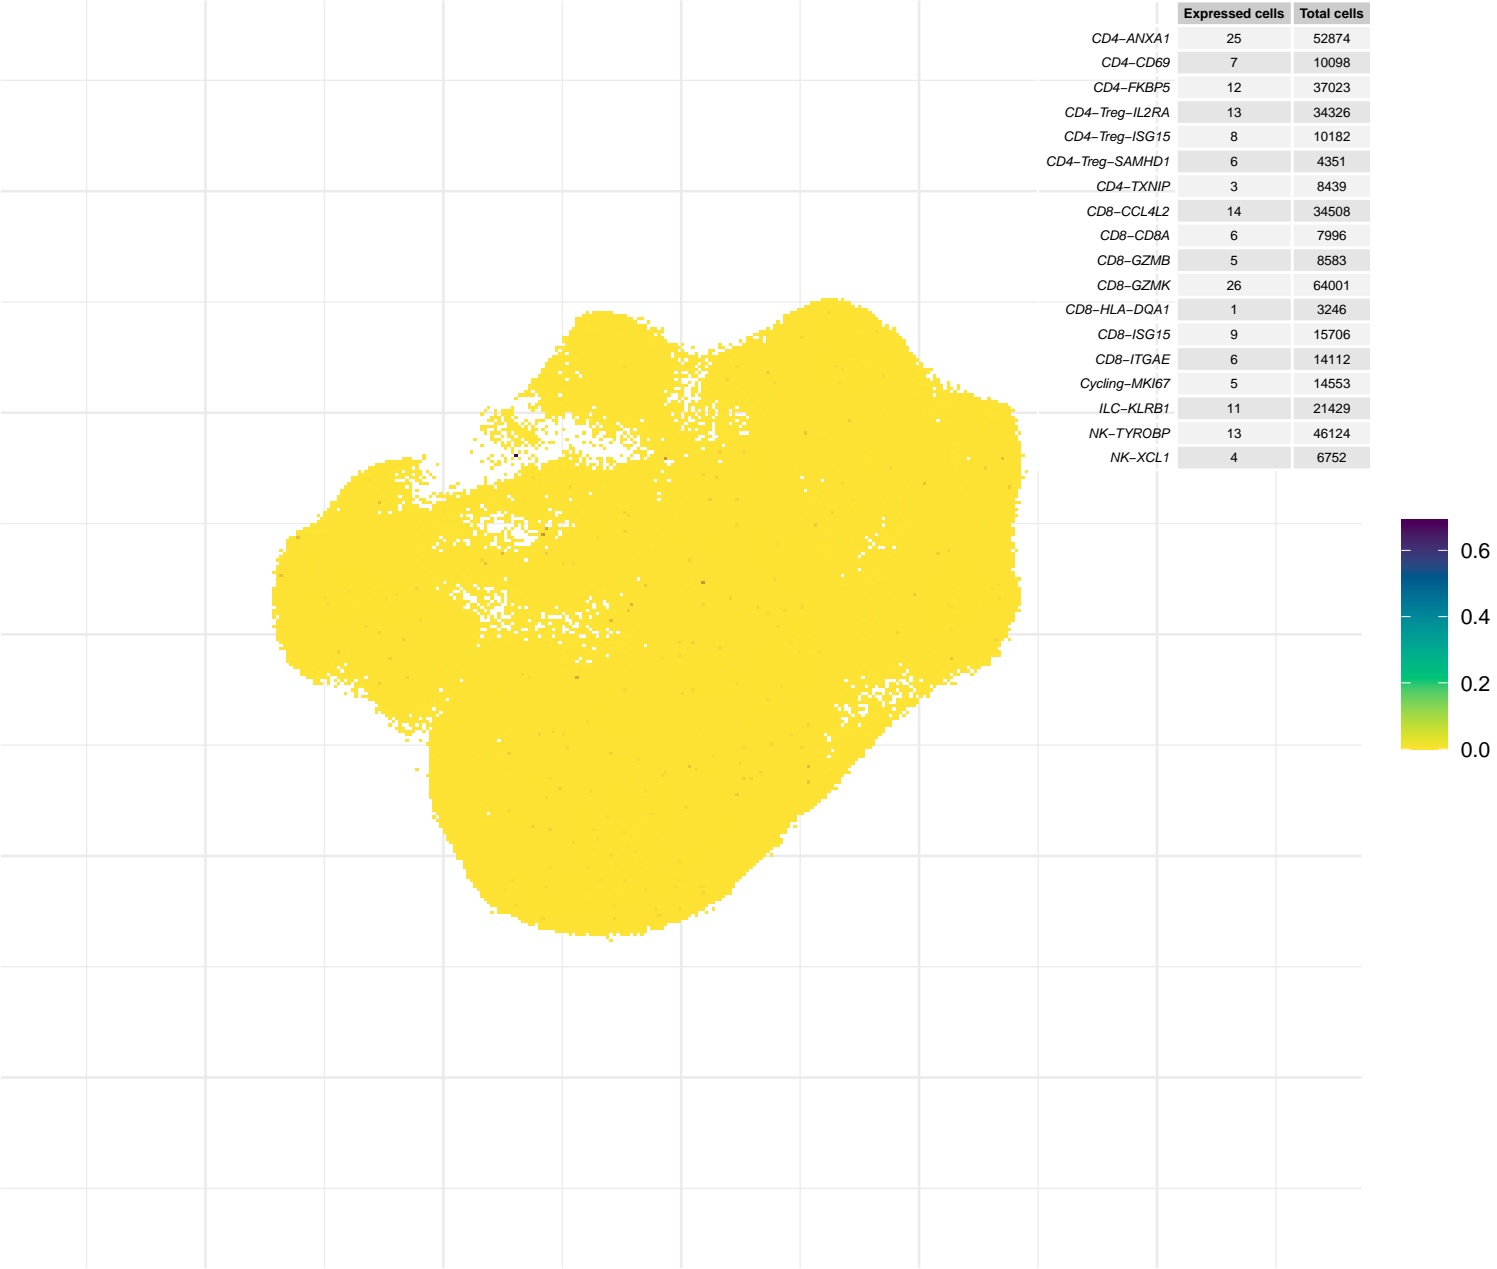 Expressed cells Total cells
CD4−ANXA1 25 52874
CD4−CD69 7 10098
CD4−FKBP5 12 37023
CD4−Treg−IL2RA 13 34326
CD4−Treg−ISG15 8 10182
CD4−Treg−SAMHD1 6 4351
CD4−TXNIP 3 8439
CD8−CCL4L2 14 34508
CD8−CD8A 6 7996
CD8−GZMB 5 8583
CD8−GZMK 26 64001
CD8−HLA−DQA1 1 3246
CD8−ISG15 9 15706
CD8−ITGAE 6 14112
Cycling−MKI67 5 14553
ILC−KLRB1 11 21429
NK−TYROBP 13 46124
NK−XCL1 4 6752
0.6
0.4
0.2
0.0